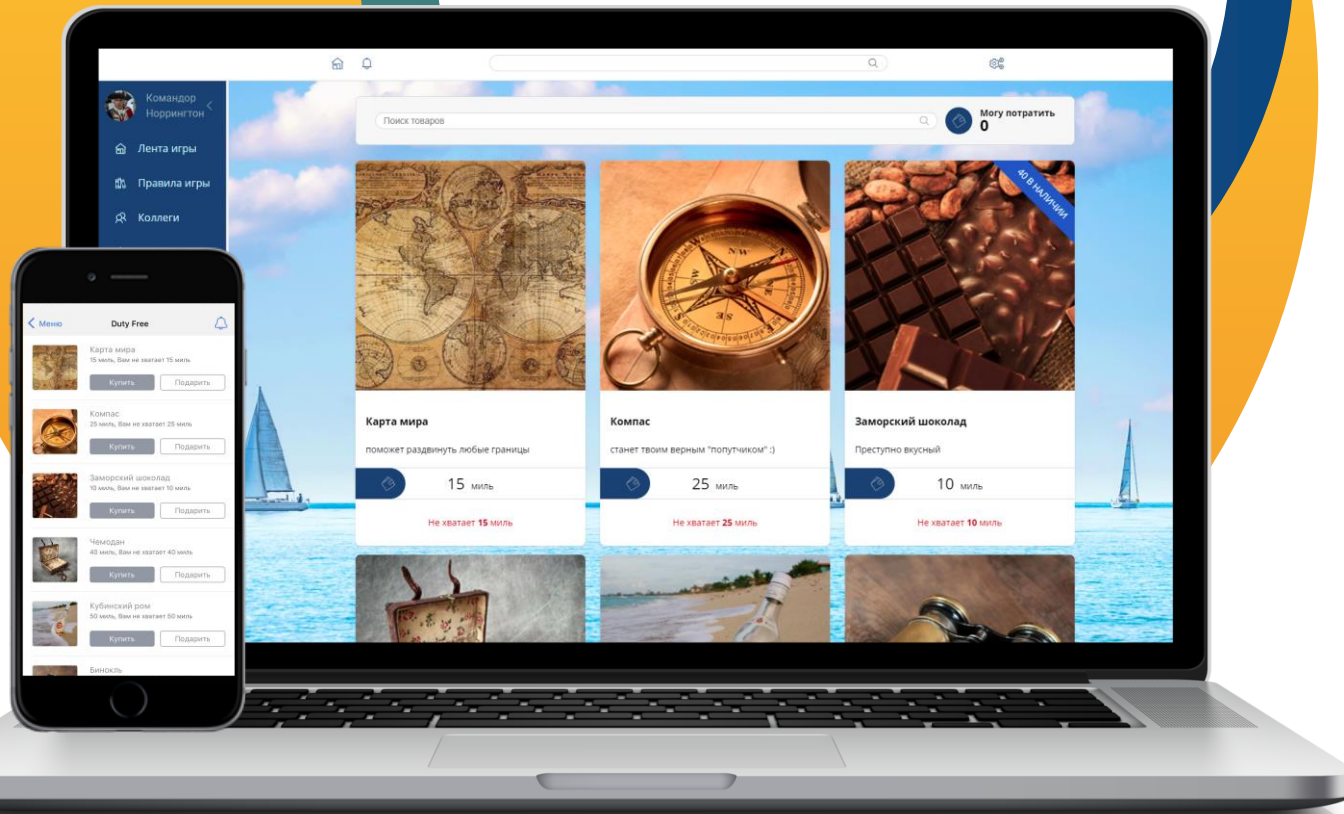 Командор
Норрингтон
Лента игры
Правила игры
Коллеги
Поиск товаров
Могу потратить
0
40 В НАЛИЧИИ
Карта мира
поможет раздвинуть любые границы
15 миль
Не хватает 15 миль
Компас
станет твоим верным "попутчиком" :)
25 миль
Не хватает 25 миль
Заморский шоколад
Преступно вкусный
10 миль
Не хватает 10 миль
N
NW
SW
SE
Меню
Duty Free
Карта мира
15 миль, Вам не хватает 15 миль
Купить
Подарить
Компас
25 миль, Вам не хватает 25 миль
Купить
Подарить
Заморский шоколад
10 миль, Вам не хватает 10 миль
Купить
Подарить
Чемодан
40 миль, Вам не хватает 40 миль
Купить
Подарить
Кубинский ром
50 миль, Вам не хватает 50 миль
Купить
Подарить
Бинокль